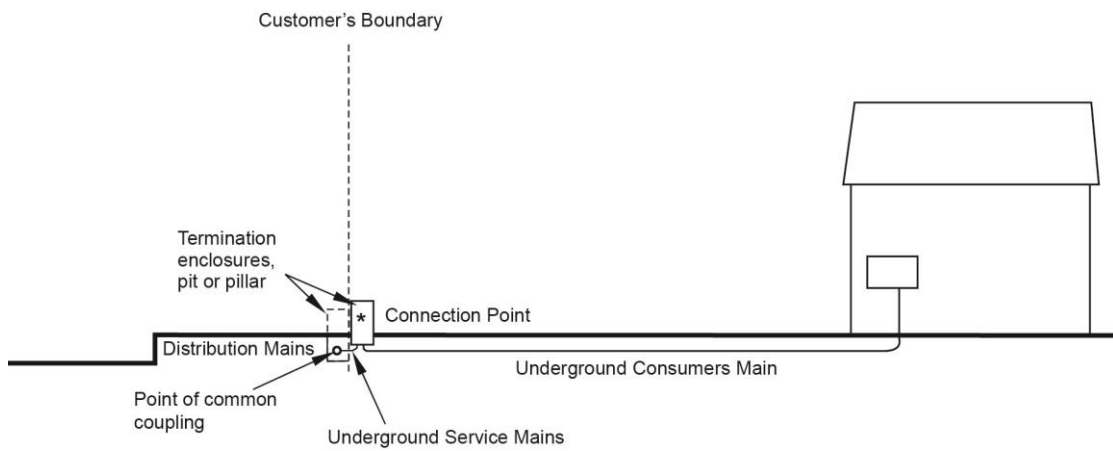 Customer’s Boundary
Termination
enclosures,
pit or pillar
*
Connection Point
Distribution Mains
Underground Consumers Main
Point of common
coupling
Underground Service Mains